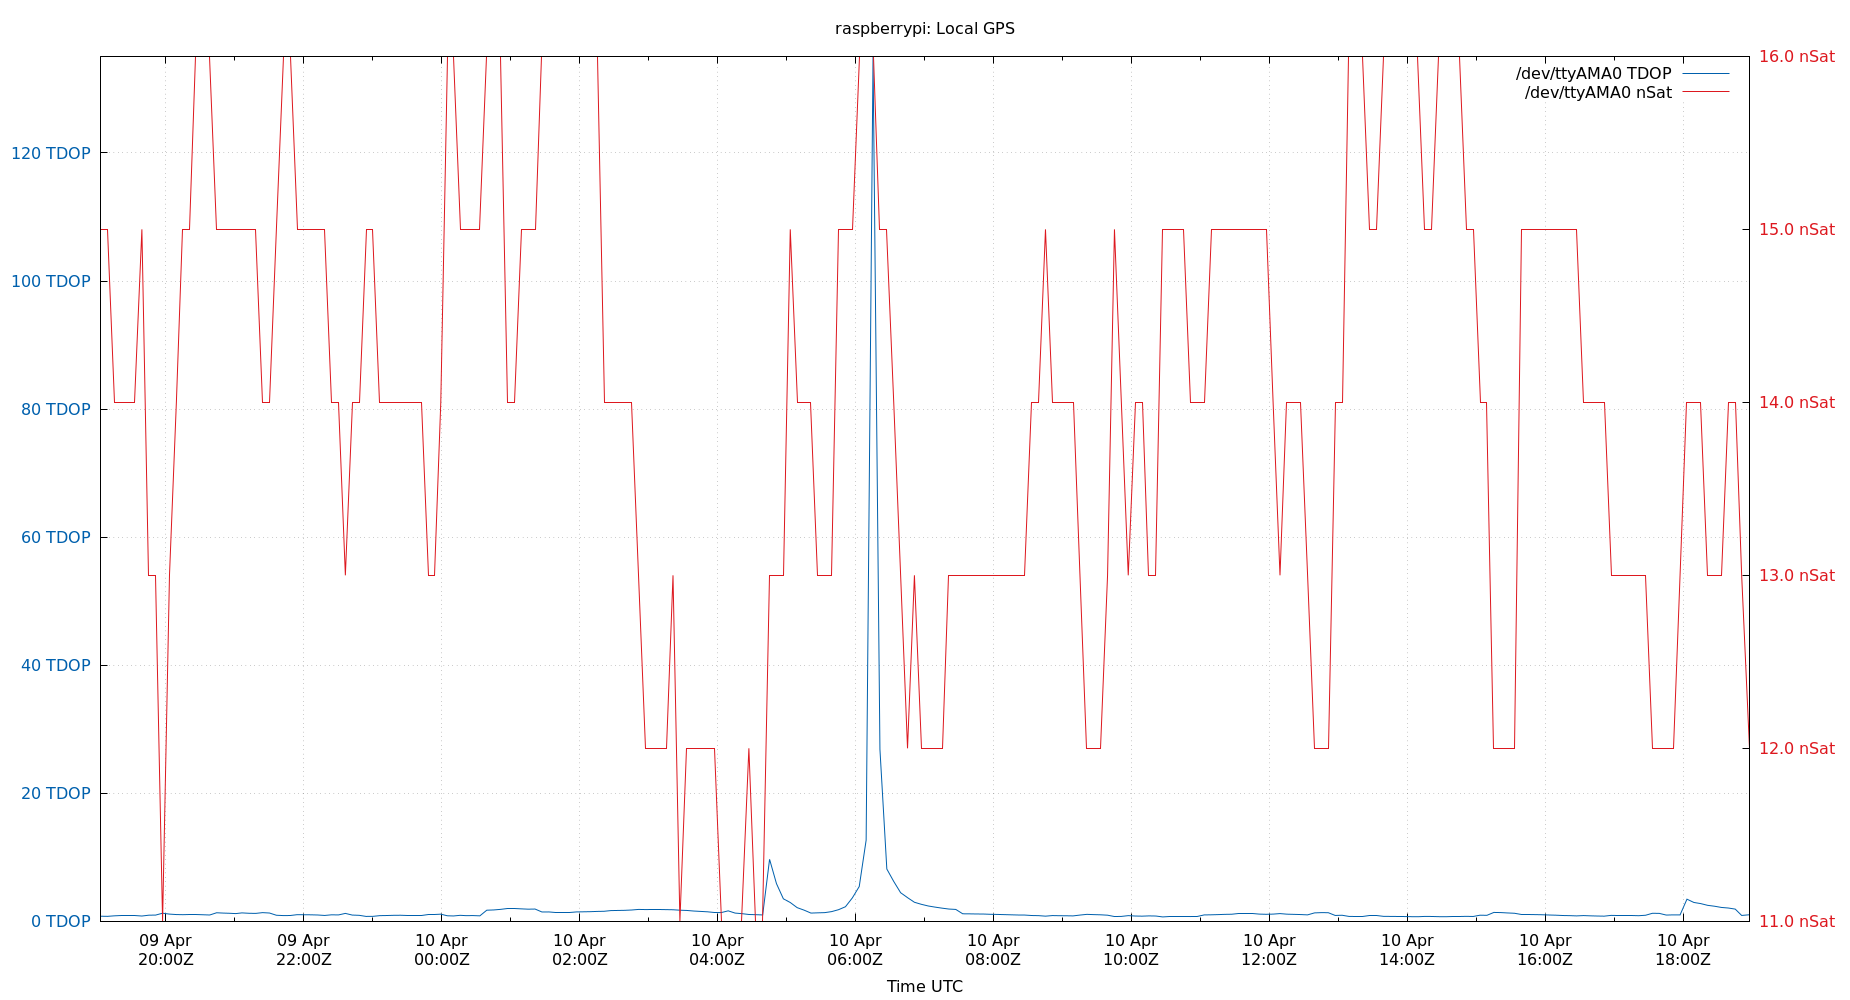 raspberrypi: Local GPS
/dev/ttyAMA0 TDOP
/dev/ttyAMA0 nSat
120 TDOP
100 TDOP
80 TDOP
60 TDOP
40 TDOP
20 TDOP
0 TDOP
16.0 nSat
15.0 nSat
14.0 nSat
13.0 nSat
12.0 nSat
11.0 nSat
09 Apr 09 Apr 10 Apr 10 Apr 10 Apr 10 Apr 10 Apr 10 Apr 10 Apr 10 Apr 10 Apr 10 Apr
20:00Z 22:00Z 00:00Z 02:00Z 04:00Z 06:00Z 08:00Z 10:00Z 12:00Z 14:00Z 16:00Z 18:00Z
Time UTC